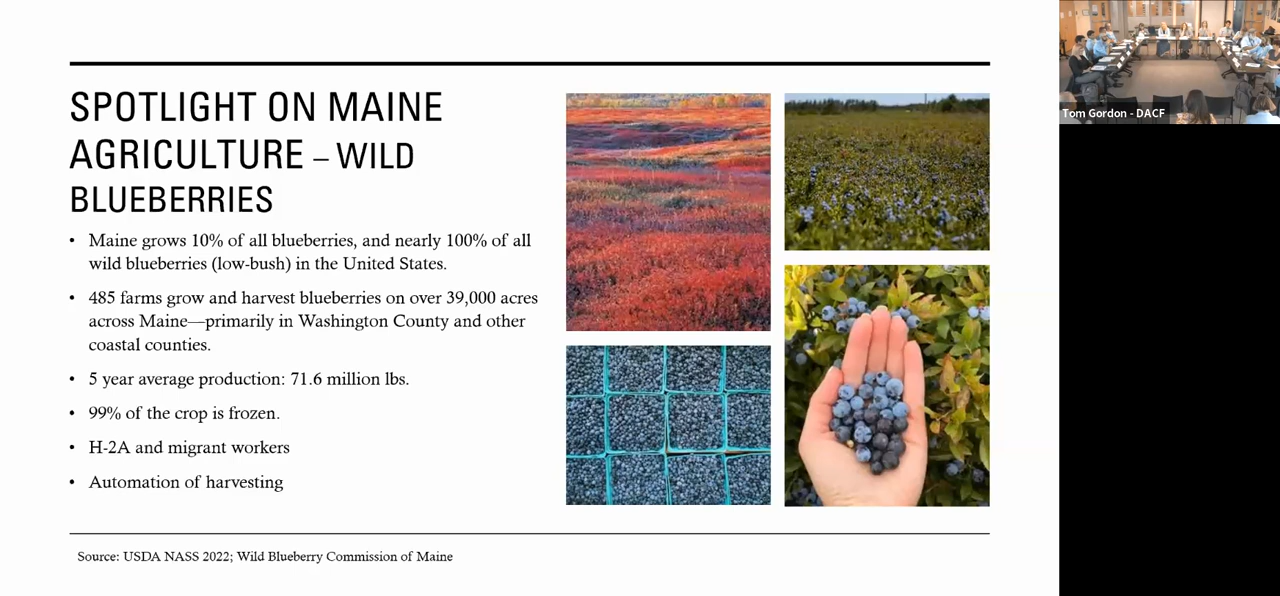 SPOTLIGHT ON MAINE
AGRICULTURE – WILD
BLUEBERRIES
• Maine grows 10% of all blueberries, and nearly 100% of all
wild blueberries (low-bush) in the United States.
• 485 farms grow and harvest blueberries on over 39,000 acres
across Maine—primarily in Washington County and other
coastal counties.
• 5 year average production: 71.6 million lbs.
• 99% of the crop is frozen.
• H-2A and migrant workers
• Automation of harvesting
Source: USDA NASS 2022; Wild Blueberry Commission of Maine
Tom Gordon - DACF